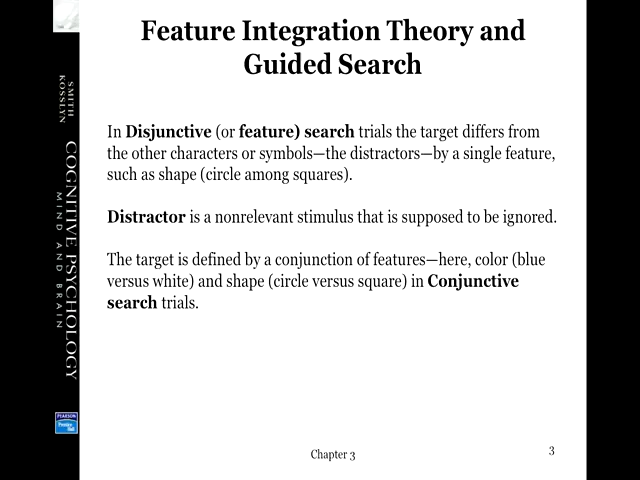 Feature Integration Theory and
Guided Search
SMITH
KOSSLYN
COGNITIVE PSYCHOLOGY
MIND AND BRAIN
In Disjunctive (or feature) search trials the target differs from
the other characters or symbols—the distractors—by a single feature,
such as shape (circle among squares).
Distractor is a nonrelevant stimulus that is supposed to be ignored.
The target is defined by a conjunction of features—here, color (blue
versus white) and shape (circle versus square) in Conjunctive
search trials.
PEARSON
Prentice
Hall
Chapter 3
3